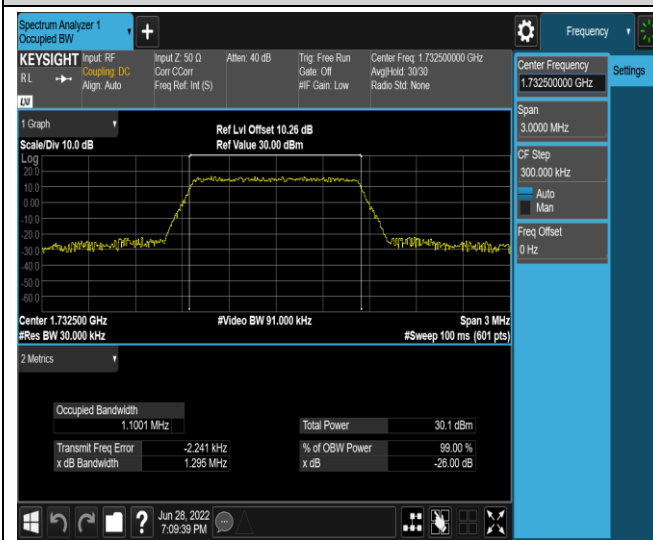 Spectrum Analyzer 1
Occupied BW
+
Frequency
KEYSIGHT
RL
LXI
Input: RF
Coupling: DC
Align: Auto
Input Z: 50 Ω
Corr CCorr
Freq Ref: Int (S)
Atten: 40 dB
Trig: Free Run
Gate: Off
#IF Gain: Low
Center Freq: 1.732500000 GHz
Avg|Hold: 30/30
Radio Std: None
Center Frequency
1.732500000 GHz
Settings
Span
3.0000 MHz
CF Step
300.000 kHz
Auto
Man
Freq Offset
0 Hz
1 Graph
Scale/Div 10.0 dB
Ref Lvl Offset 10.26 dB
Ref Value 30.00 dBm
Log
20.0
10.0
0.00
-10.0
-20.0
-30.0
-50.0
-60.0
Center 1.732500 GHz
#Res BW 30.000 kHz
#Video BW 91.000 kHz
Span 3 MHz
#Sweep 100 ms (601 pts)
2 Metrics
Occupied Bandwidth
1.1001 MHz
Transmit Freq Error -2.241 kHz
x dB Bandwidth 1.295 MHz
Total Power 30.1 dBm
% of OBW Power 99.00 %
x dB -26.00 dB
?
Jun 28, 2022
7:09:39 PM